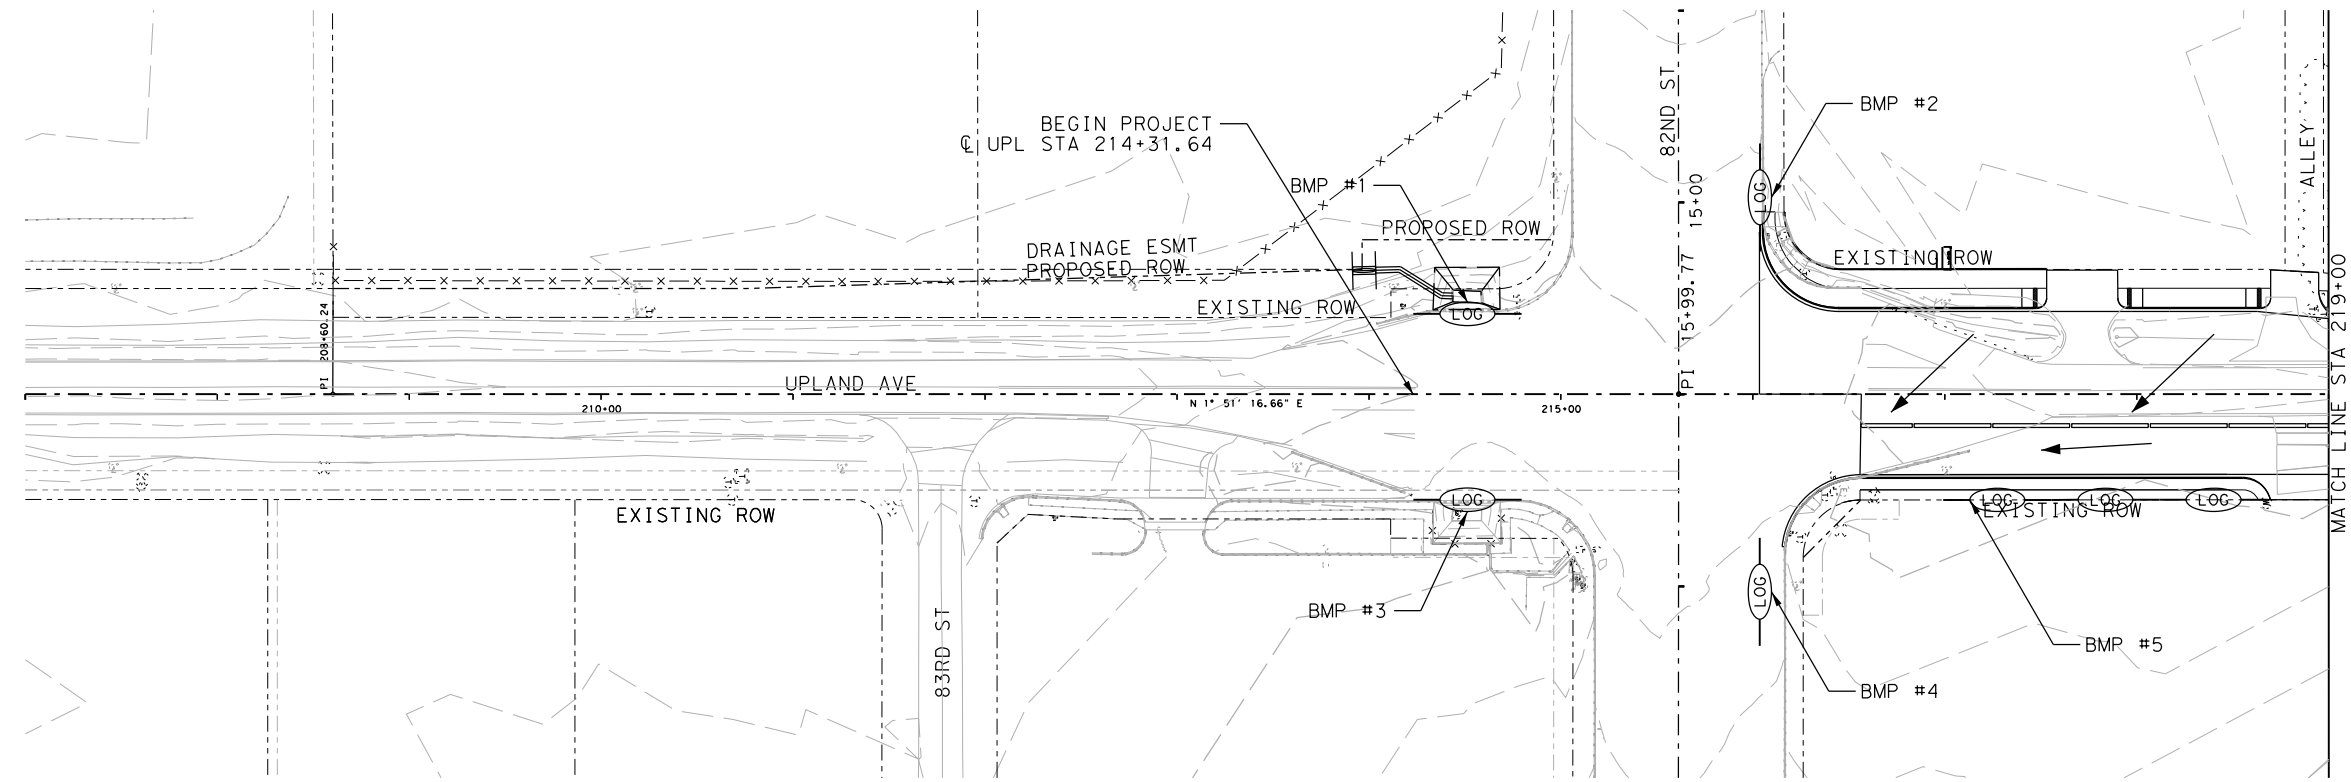 BEGIN PROJECT
℄ UPL STA 214+31.64
BMP #1
BMP #2
82ND ST
15+00
PI 15+99.77
ALLEY
PROPOSED ROW
DRAINAGE ESMT
PROPOSED ROW
EXISTING ROW
EXISTING ROW
LOG
LOG
PI 208+60.24
UPLAND AVE
210+00
N 1° 51' 16.66" E
215+00
MATCH LINE STA 219+00
EXISTING ROW
LOG
LOG
LOG
LOG
EXISTING ROW
LOG
83RD ST
BMP #3
BMP #5
BMP #4